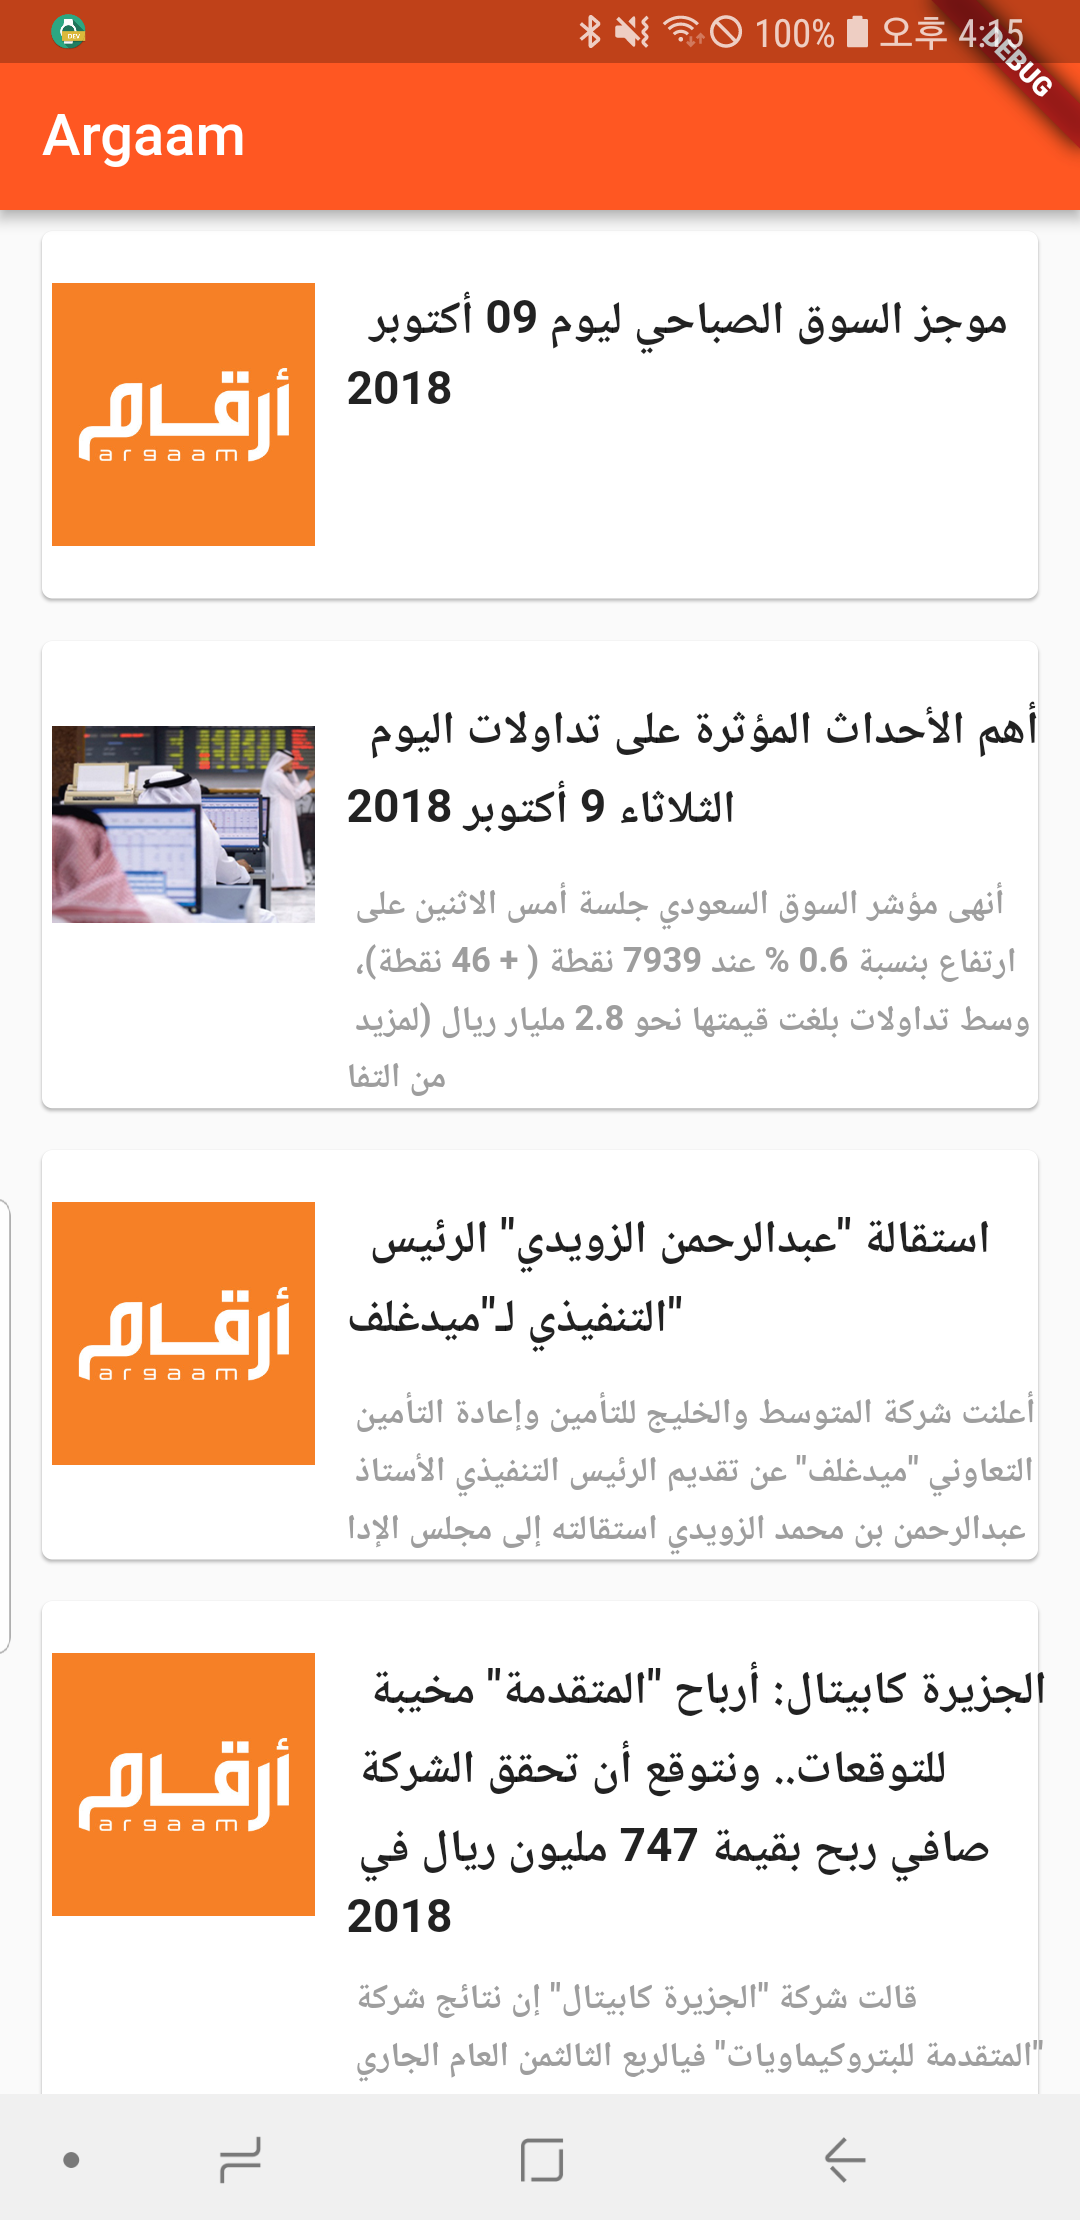 100% 오후 4:15
DEBUG
Argaam
أرقام
argaam
موجز السوق الصباحي ليوم 09 أكتوبر
2018
أهم الأحداث المؤثرة على تداولات اليوم
الثلاثاء 9 أكتوبر 2018
أنهى مؤشر السوق السعودي جلسة أمس الاثنين على
ارتفاع بنسبة 0.6 % عند 7939 نقطة ( + 46 نقطة)،
وسط تداولات بلغت قيمتها نحو 2.8 مليار ريال (لمزيد
من التفا
أرقام
argaam
استقالة "عبدالرحمن الزويدي" الرئيس
التنفيذي لـ"ميدغلف"
أعلنت شركة المتوسط والخليج للتأمين وإعادة التأمين
التعاوني "ميدغلف" عن تقديم الرئيس التنفيذي الأستاذ
عبدالرحمن بن محمد الزويدي استقالته إلى مجلس الإدا
أرقام
argaam
الجزيرة كابيتال: أرباح "المتقدمة" مخيبة
للتوقعات.. ونتوقع أن تحقق الشركة
صافي ربح بقيمة 747 مليون ريال في
2018
قالت شركة "الجزيرة كابيتال" إن نتائج شركة
"المتقدمة للبتروكيماويات" فيالربع الثالثمن العام الجاري